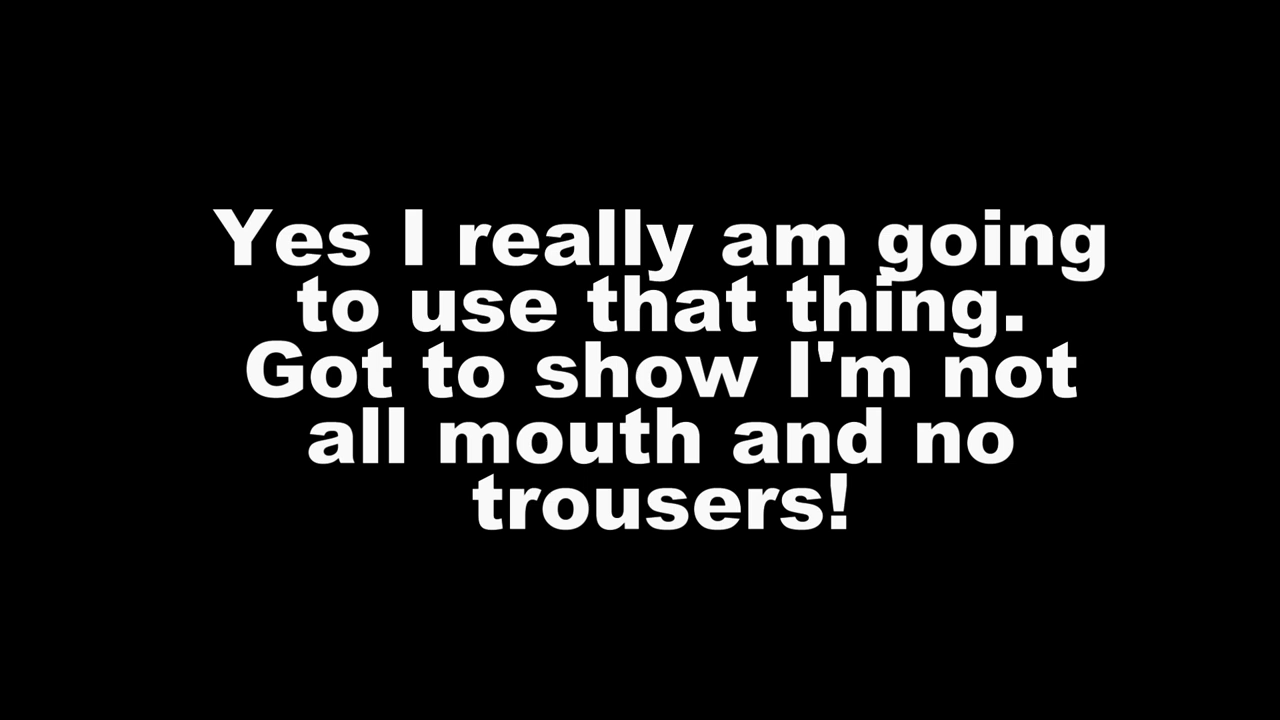 Yes I really am going
to use that thing.
Got to show I'm not
all mouth and no
trousers!